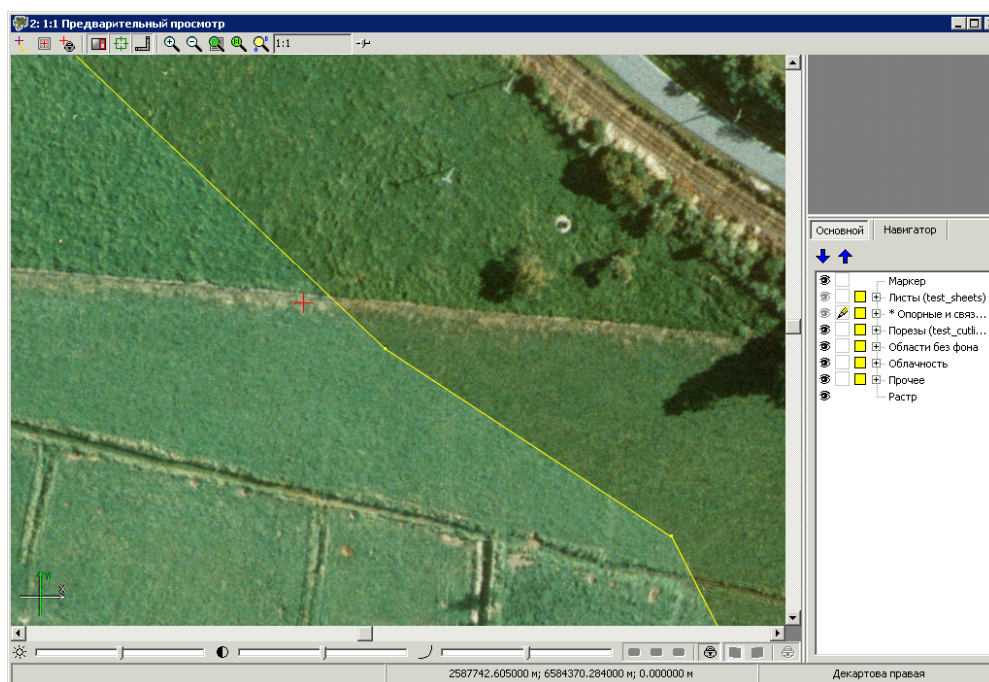 2: 1:1 Предварительный просмотр
1:1
Основной Навигатор
Маркер
Листы (test_sheets)
* Опорные и связ...
Порезы (test_cutli...
Области без фона
Облачность
Прочее
Растр
Y
X
2587742.605000 м; 6584370.284000 м; 0.000000 м
Декартова правая